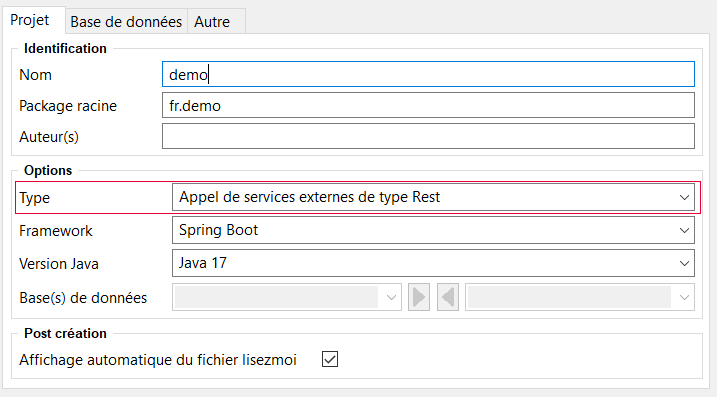 Projet Base de données Autre
Identification
Nom demo
Package racine fr.demo
Auteur(s)
Options
Type Appel de services externes de type Rest
Framework Spring Boot
Version Java Java 17
Base(s) de données
Post création
Affichage automatique du fichier lisezmoi